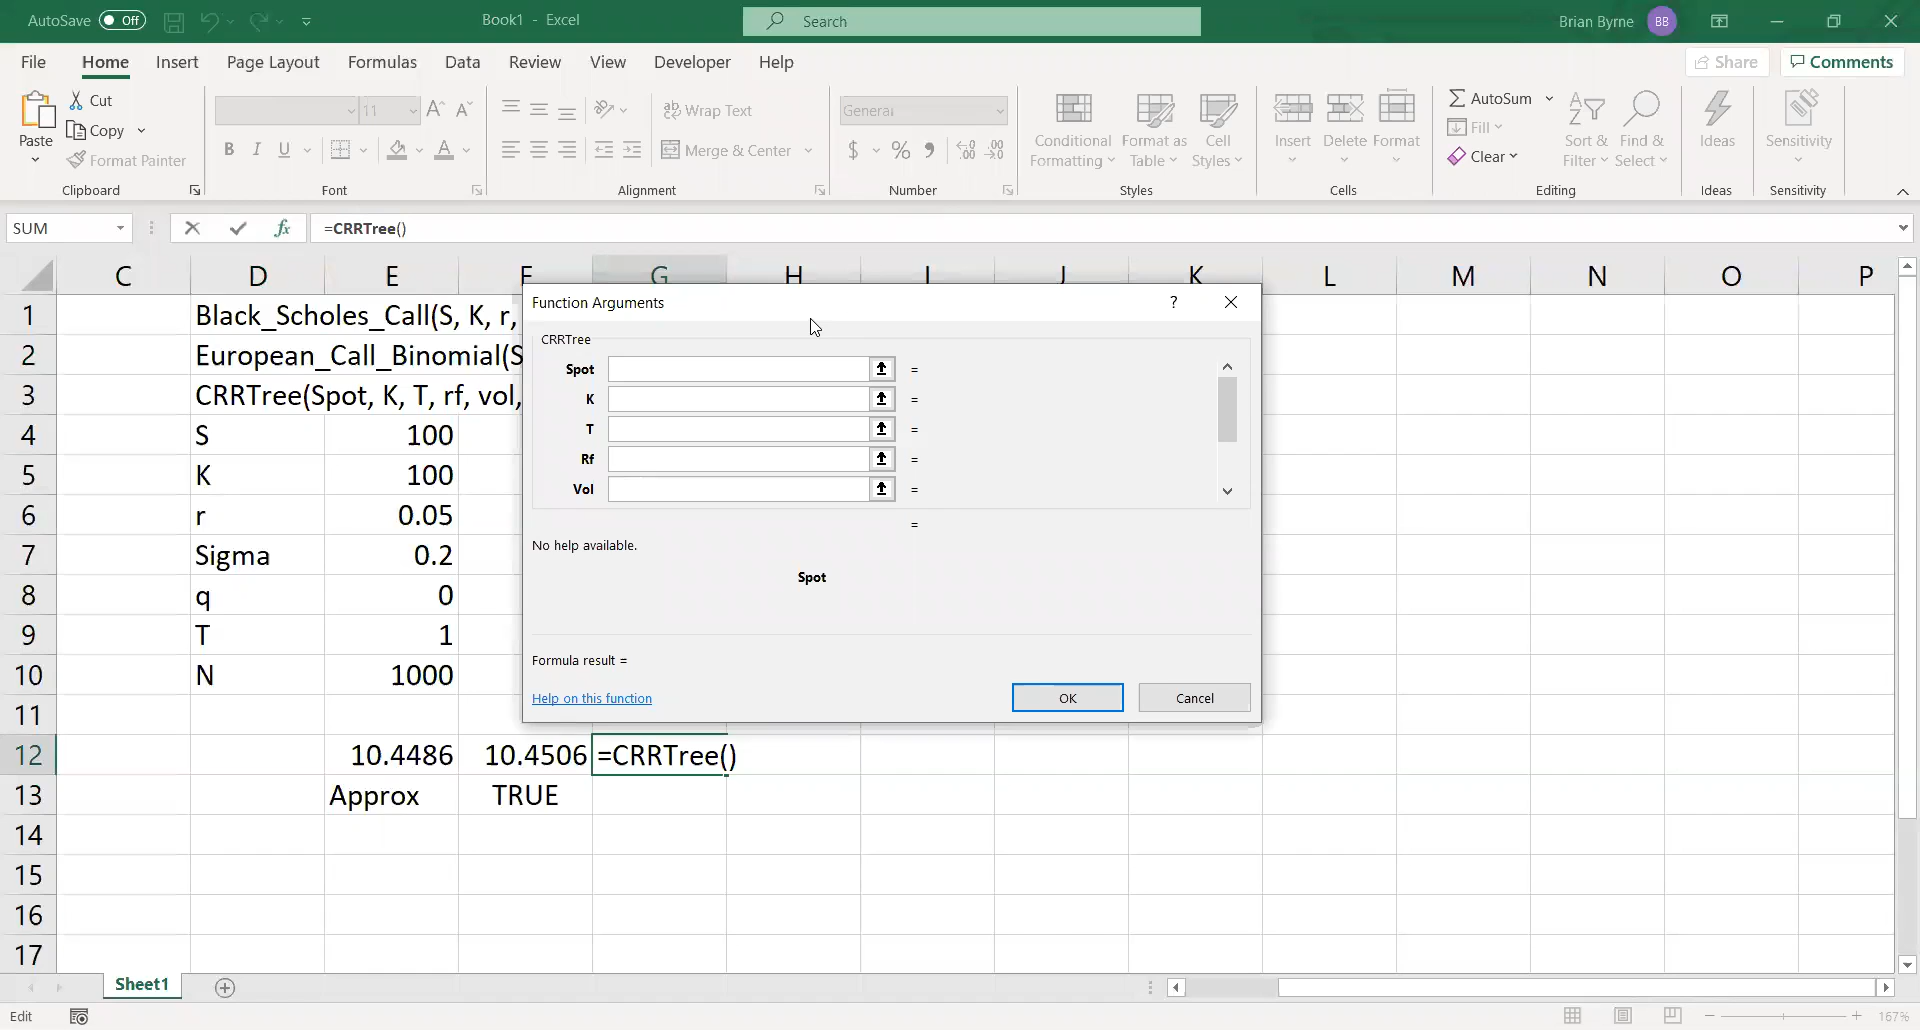 AutoSave Off
Book1 - Excel
Search
Brian Byrne BB
File Home Insert Page Layout Formulas Data Review View Developer Help
Share Comments
Paste
Cut
Copy
Format Painter
Clipboard
11
B I U
Font
Wrap Text
Merge & Center
Alignment
General
$ % 9
Number
Conditional Formatting
Format as Table
Cell Styles
Styles
Insert Delete Format
Cells
AutoSum
Fill
Clear
Sort & Filter
Find & Select
Editing
Ideas
Ideas
Sensitivity
Sensitivity
SUM fx =CRRTree()
C D E F G H I J K L M N O P
1 Black_Scholes_Call(S, K, r,
2 European_Call_Binomial(S
3 CRRTree(Spot, K, T, rf, vol,
4 S 100
5 K 100
6 r 0.05
7 Sigma 0.2
8 q 0
9 T 1
10 N 1000
11
12 10.4486 10.4506 =CRRTree()
13 Approx TRUE
14
15
16
17
Function Arguments ?
CRRTree
Spot =
K =
T =
Rf =
Vol =
=
No help available.
Spot
Formula result =
Help on this function
OK Cancel
Sheet1
Edit
167%